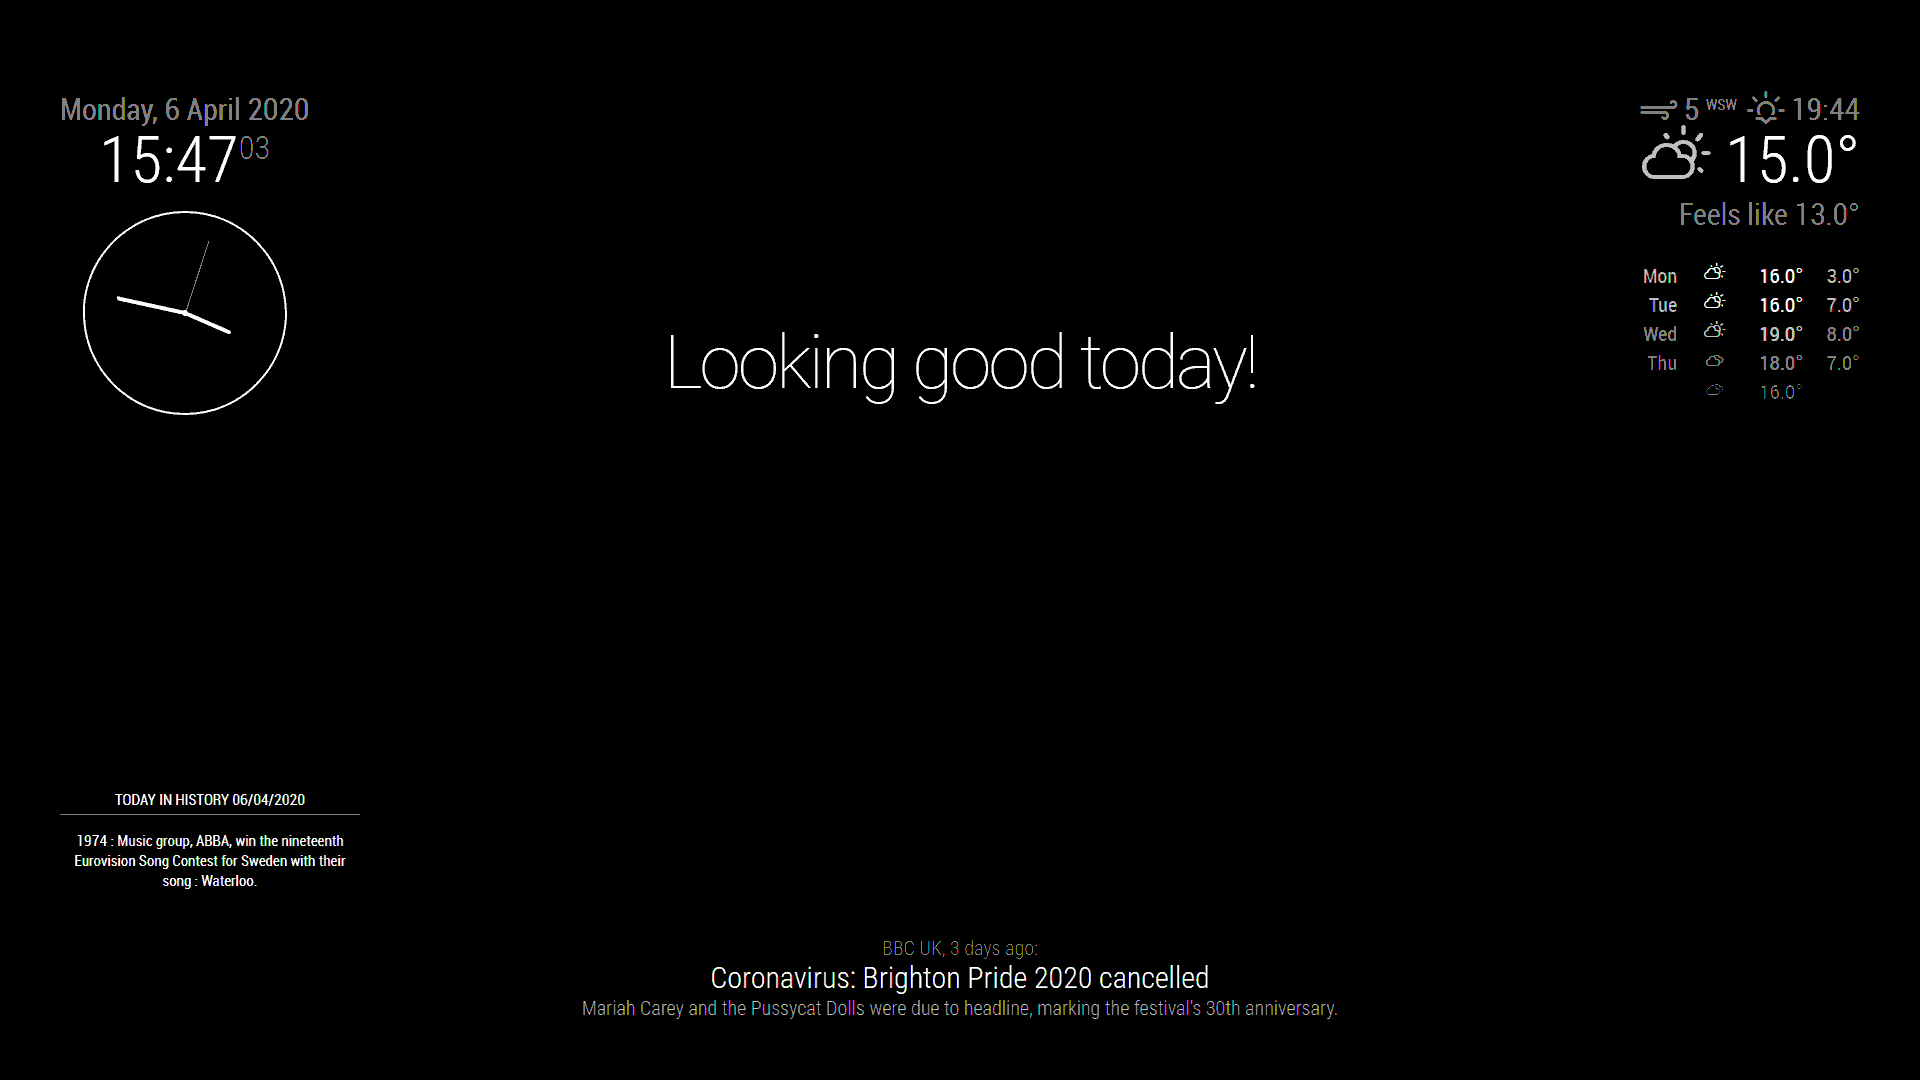 Monday, 6 April 2020
15:47 03
5 WSW 19:44
15.0°
Feels like 13.0°
Mon 16.0° 3.0°
Tue 16.0° 7.0°
Wed 19.0° 8.0°
Thu 18.0° 7.0°
16.0°
Looking good today!
TODAY IN HISTORY 06/04/2020
1974 : Music group, ABBA, win the nineteenth
Eurovision Song Contest for Sweden with their
song : Waterloo.
BBC UK, 3 days ago:
Coronavirus: Brighton Pride 2020 cancelled
Mariah Carey and the Pussycat Dolls were due to headline, marking the festival's 30th anniversary.